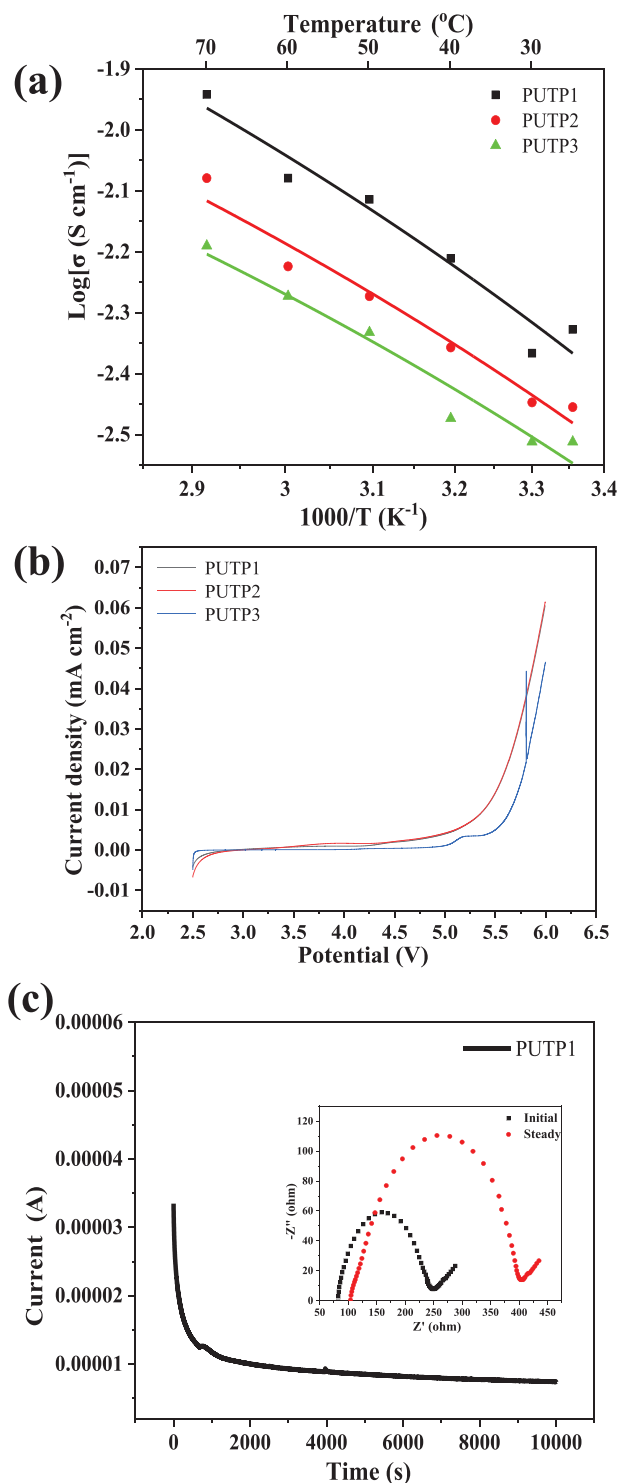 Temperature (ºC)
70 60 50 40 30
(a)
PUTP1
PUTP2
PUTP3
-1.9
-2.0
-2.1
-2.2
-2.3
-2.4
-2.5
Log[σ (S cm⁻¹)]
2.9 3 3.1 3.2 3.3 3.4
1000/T (K⁻¹)
(b)
PUTP1
PUTP2
PUTP3
0.07
0.06
0.05
0.04
0.03
0.02
0.01
0.00
-0.01
Current density (mA cm⁻²)
2.0 2.5 3.0 3.5 4.0 4.5 5.0 5.5 6.0 6.5
Potential (V)
(c)
PUTP1
0.00006
0.00005
0.00004
0.00003
0.00002
0.00001
0.00000
Current (A)
Initial
Steady
120
100
80
60
40
20
0
-Z'' (ohm)
50 100 150 200 250 300 350 400 450
Z' (ohm)
0 2000 4000 6000 8000 10000
Time (s)